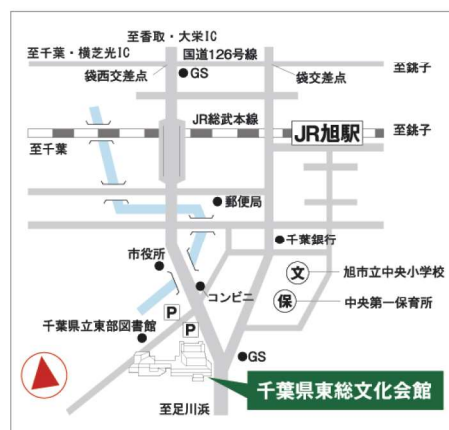 至香取・大栄IC
至千葉・横芝光IC
国道126号線
至銚子
袋西交差点
GS
袋交差点
JR総武本線
JR旭駅
至銚子
至千葉
郵便局
千葉銀行
市役所
文
旭市立中央小学校
コンビニ
保
中央第一保育所
P
P
千葉県立東部図書館
GS
千葉県東総文化会館
至足川浜